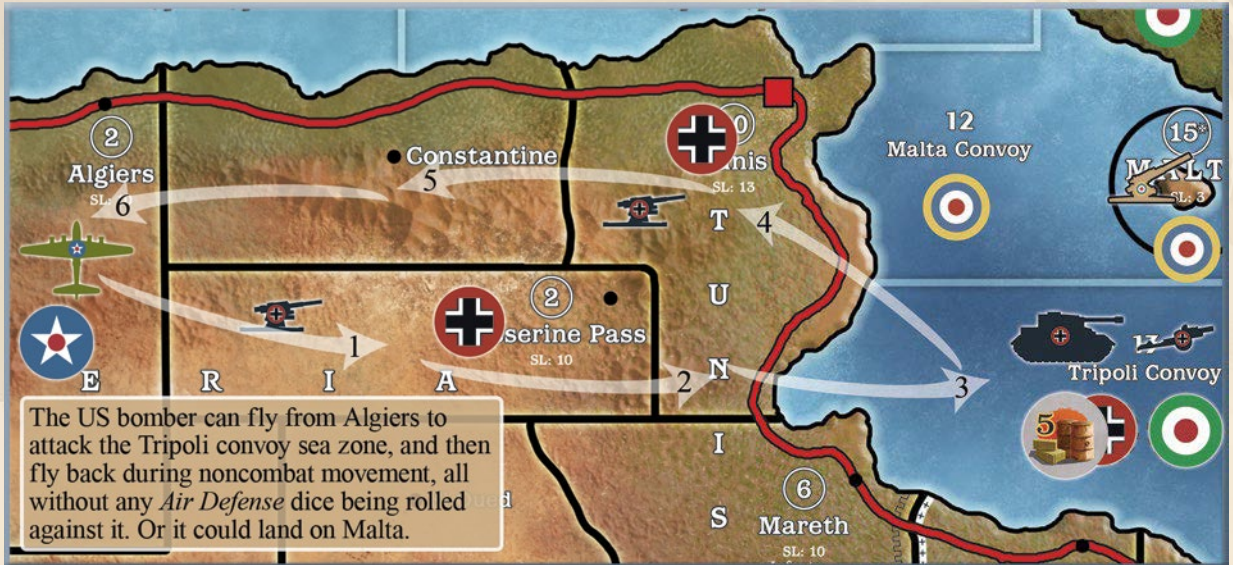 12
Malta Convoy
15*
SL: 3
2
Algiers
SL:
Constantine
5
6
SL: 13
T
4
U
2
serine Pass
SL: 10
1
2
N
3
Tripoli Convoy
5
E R I A
I
S
6
Mareth
SL: 10
The US bomber can fly from Algiers to
attack the Tripoli convoy sea zone, and then
fly back during noncombat movement, all
without any Air Defense dice being rolled
against it. Or it could land on Malta.